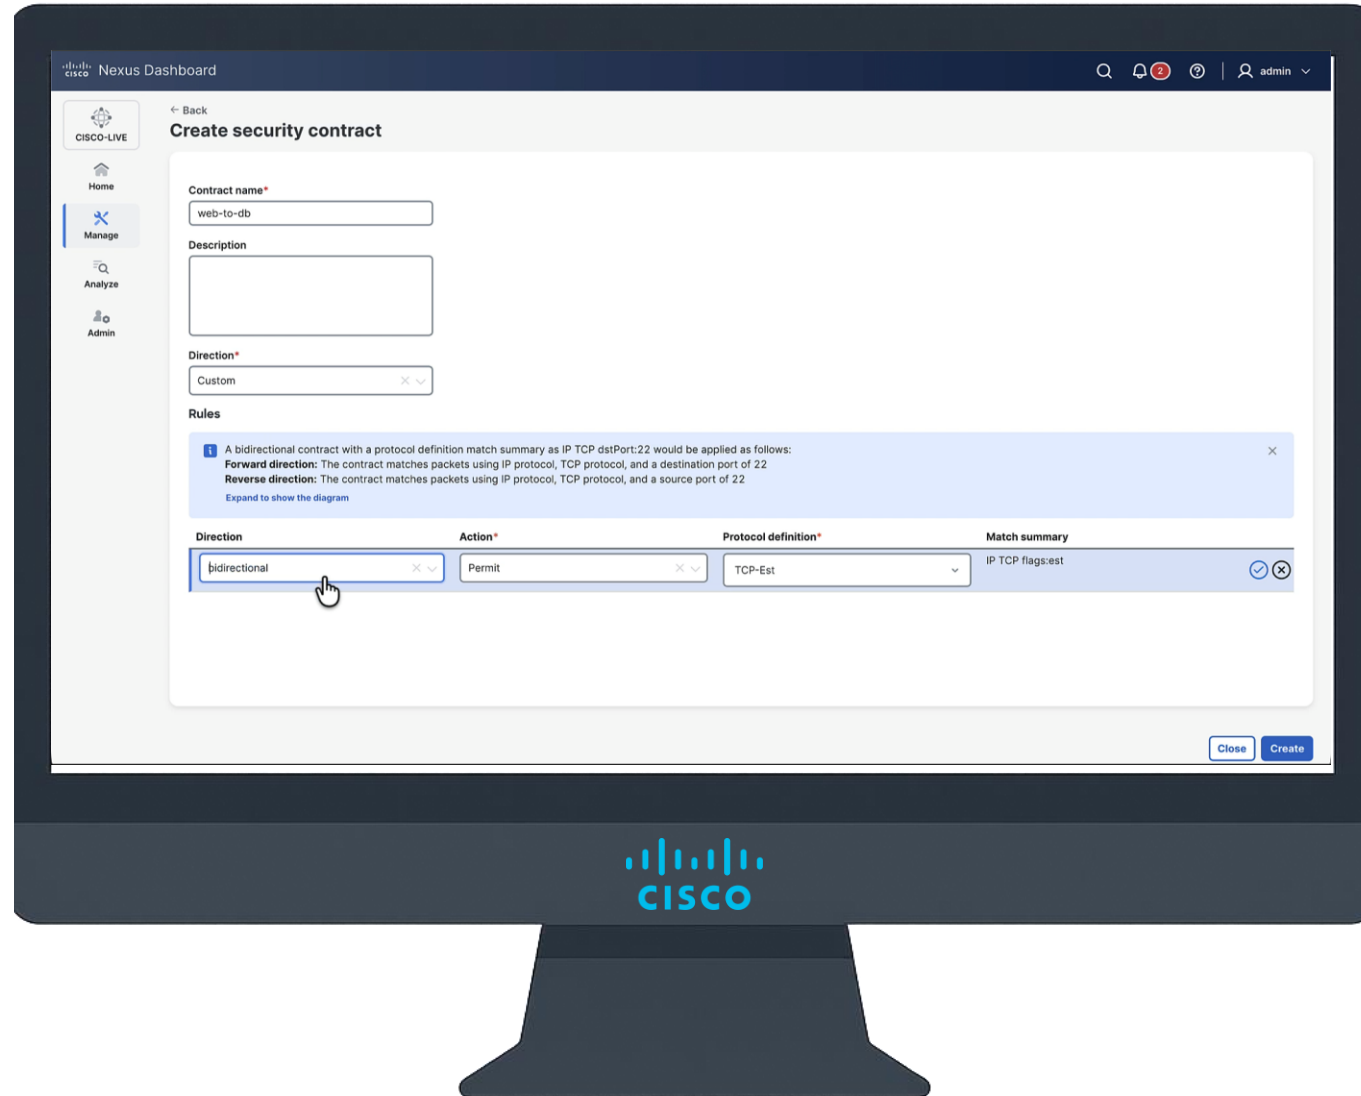 cisco Nexus Dashboard
2
admin
CISCO-LIVE
Home
Manage
Analyze
Admin
← Back
Create security contract
Contract name*
web-to-db
Description
Direction*
Custom
Rules
A bidirectional contract with a protocol definition match summary as IP TCP dstPort:22 would be applied as follows:
Forward direction: The contract matches packets using IP protocol, TCP protocol, and a destination port of 22
Reverse direction: The contract matches packets using IP protocol, TCP protocol, and a source port of 22
Expand to show the diagram
Direction Action* Protocol definition* Match summary
bidirectional Permit TCP-Est IP TCP flags:est
Close Create
CISCO